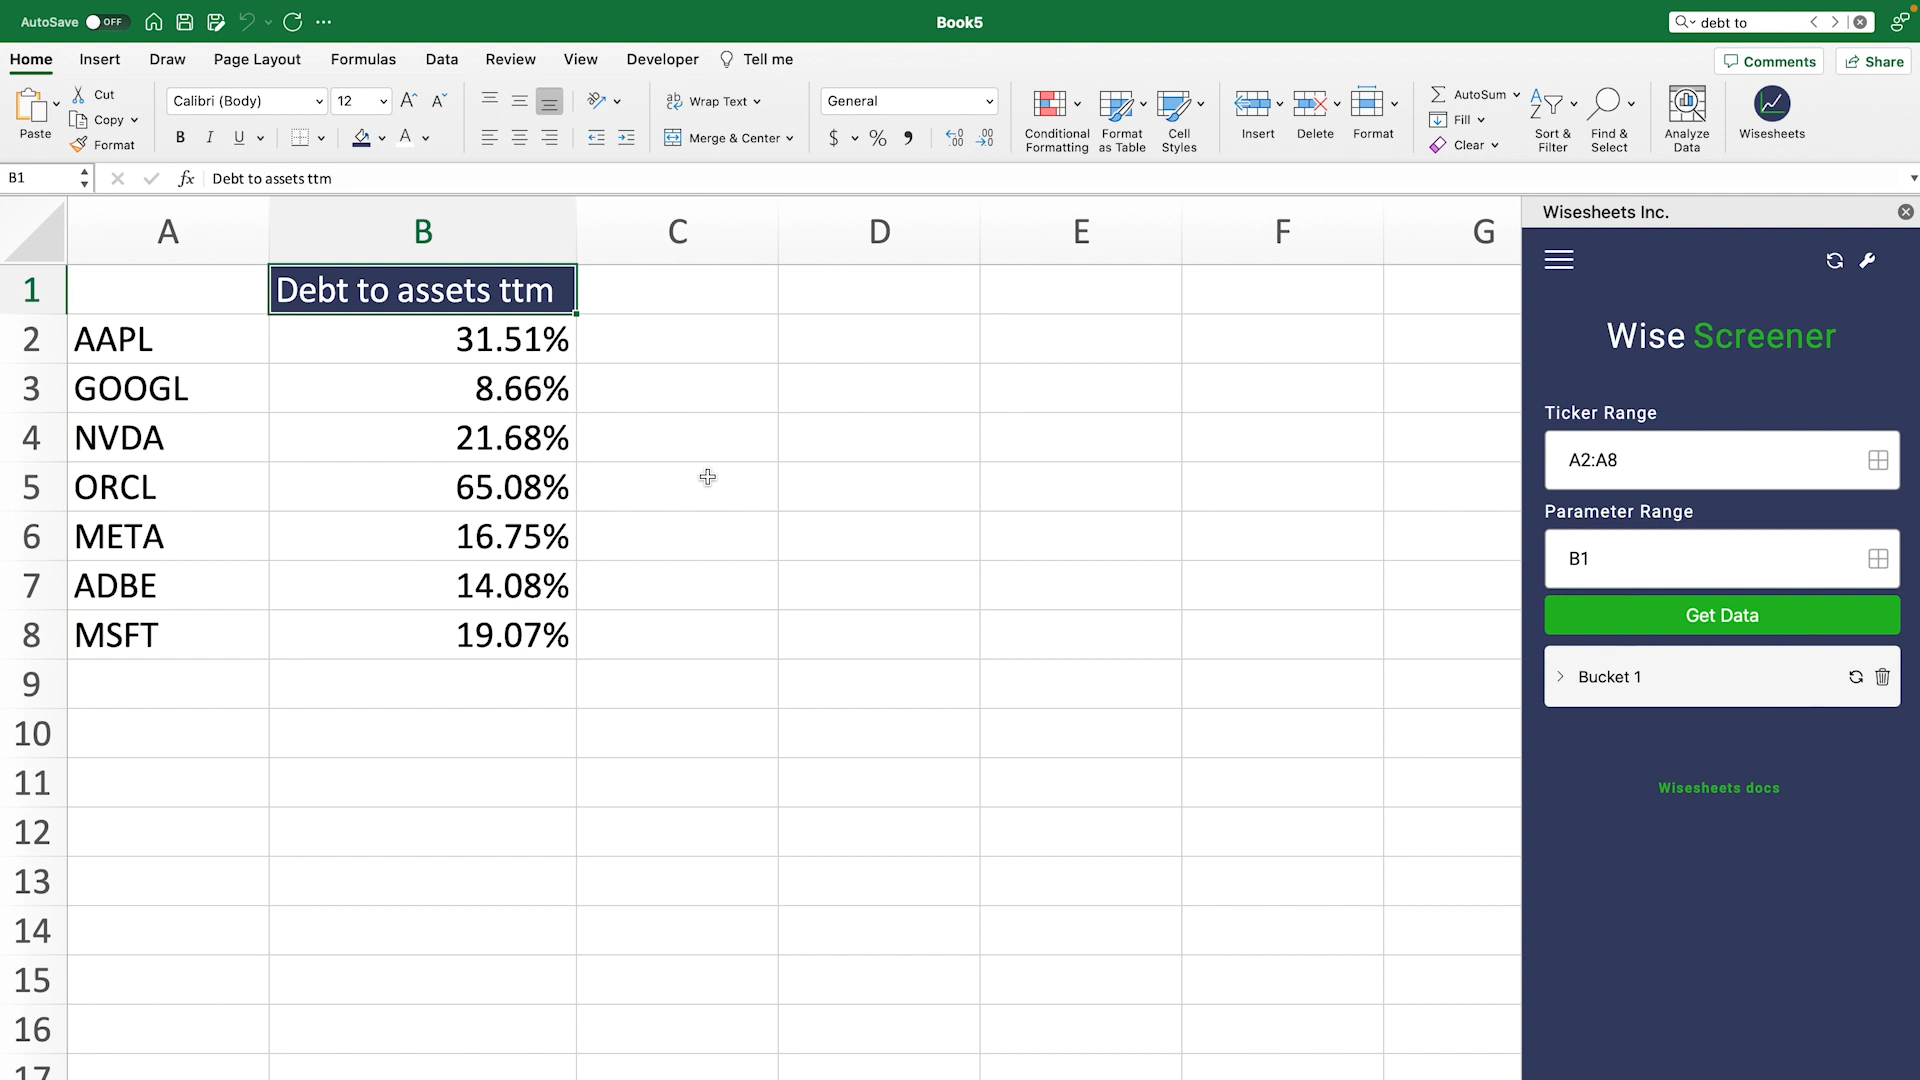 AutoSave OFF Book5 debt to
Home Insert Draw Page Layout Formulas Data Developer Review View Tell me Comments Share
Paste Cut Copy Format Calibri (Body) 12 Wrap Text Merge & Center General Conditional Formatting Format as Table Cell Styles Insert Delete Format AutoSum Fill Clear Sort & Filter Find & Select Analyze Data Wisesheets
B1 fx Debt to assets ttm
A B C D E F G
1 Debt to assets ttm
2 AAPL 31.51%
3 GOOGL 8.66%
4 NVDA 21.68%
5 ORCL 65.08%
6 META 16.75%
7 ADBE 14.08%
8 MSFT 19.07%
9
10
11
12
13
14
15
16
17
Wisesheets Inc.
Wise Screener
Ticker Range
A2:A8
Parameter Range
B1
Get Data
Bucket 1
Wisesheets docs